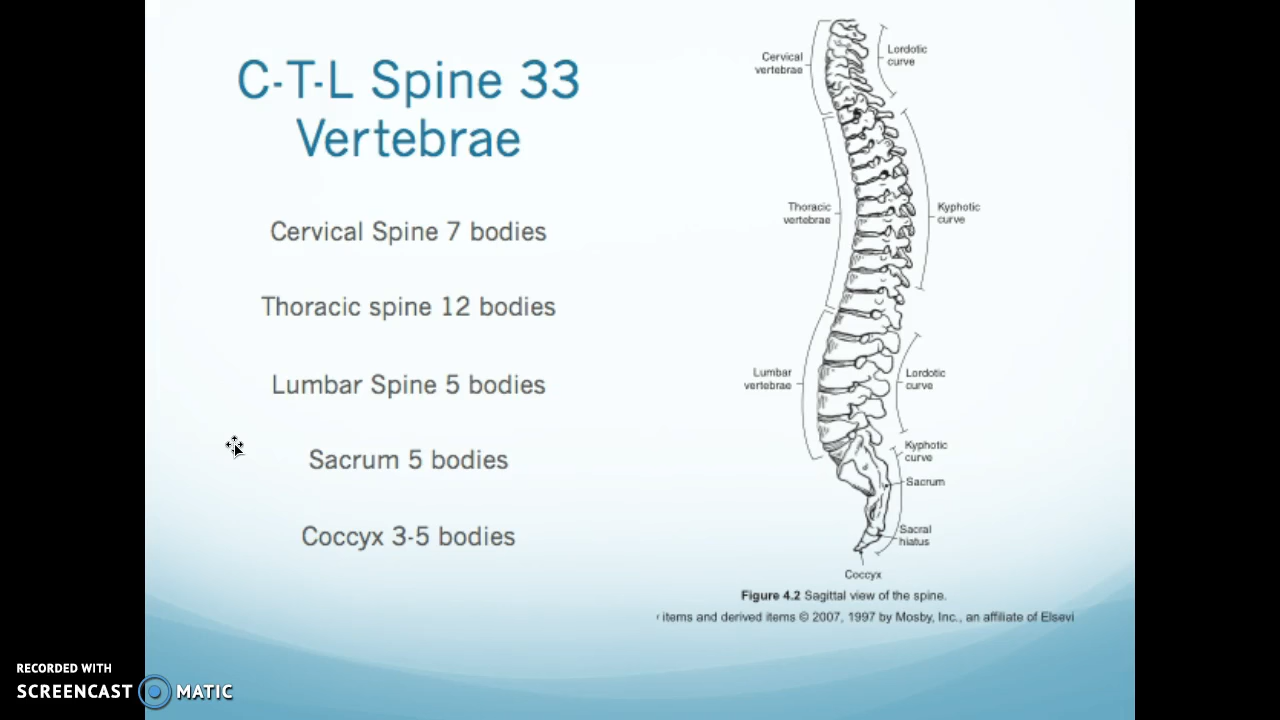 C-T-L Spine 33
Vertebrae
Cervical Spine 7 bodies
Thoracic spine 12 bodies
Lumbar Spine 5 bodies
Sacrum 5 bodies
Coccyx 3-5 bodies
Cervical
vertebrae
Lordotic
curve
Thoracic
vertebrae
Kyphotic
curve
Lumbar
vertebrae
Lordotic
curve
Kyphotic
curve
Sacrum
Sacral
hiatus
Coccyx
Figure 4.2 Sagittal view of the spine.
items and derived items © 2007, 1997 by Mosby, Inc., an affiliate of Elsevi
RECORDED WITH
SCREENCAST MATIC